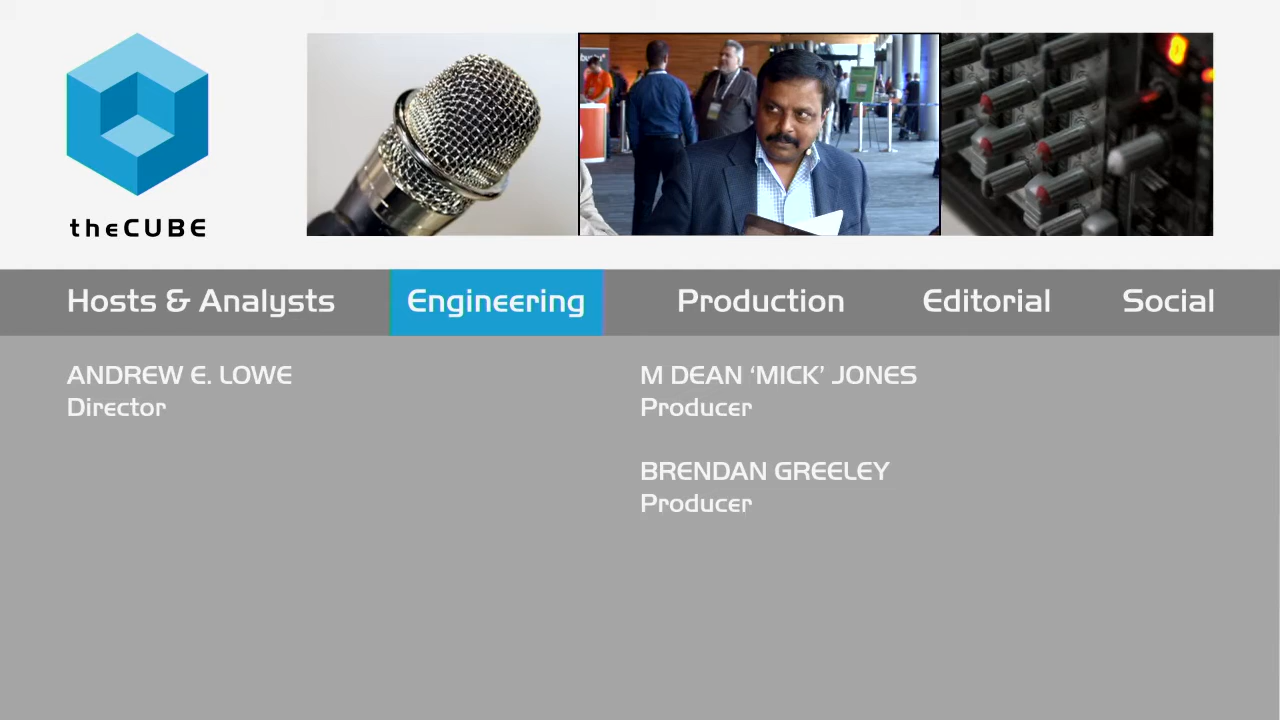 theCUBE
Hosts & Analysts
Engineering
Production
Editorial
Social
ANDREW E. LOWE
Director
M DEAN ‘MICK’ JONES
Producer
BRENDAN GREELEY
Producer